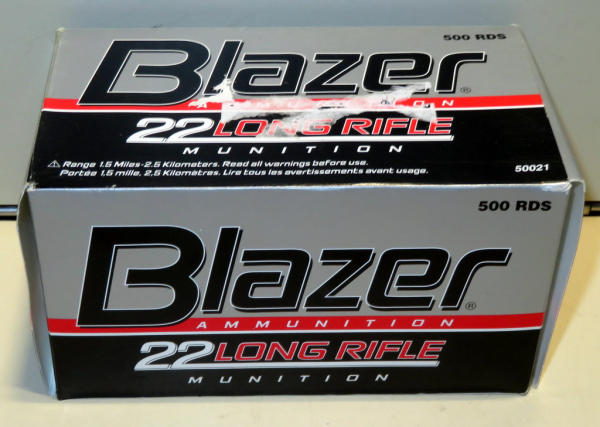 500 RDS
Blazer®
AMMUNITION
22 LONG RIFLE
MUNITION
⚠ Range 1.5 Miles-2.5 Kilometers. Read all warnings before use.
Portée 1.5 mille, 2.5 Kilomètres. Lire tous les avertissements avant usage.
50021
500 RDS
Blazer®
AMMUNITION
22 LONG RIFLE
MUNITION